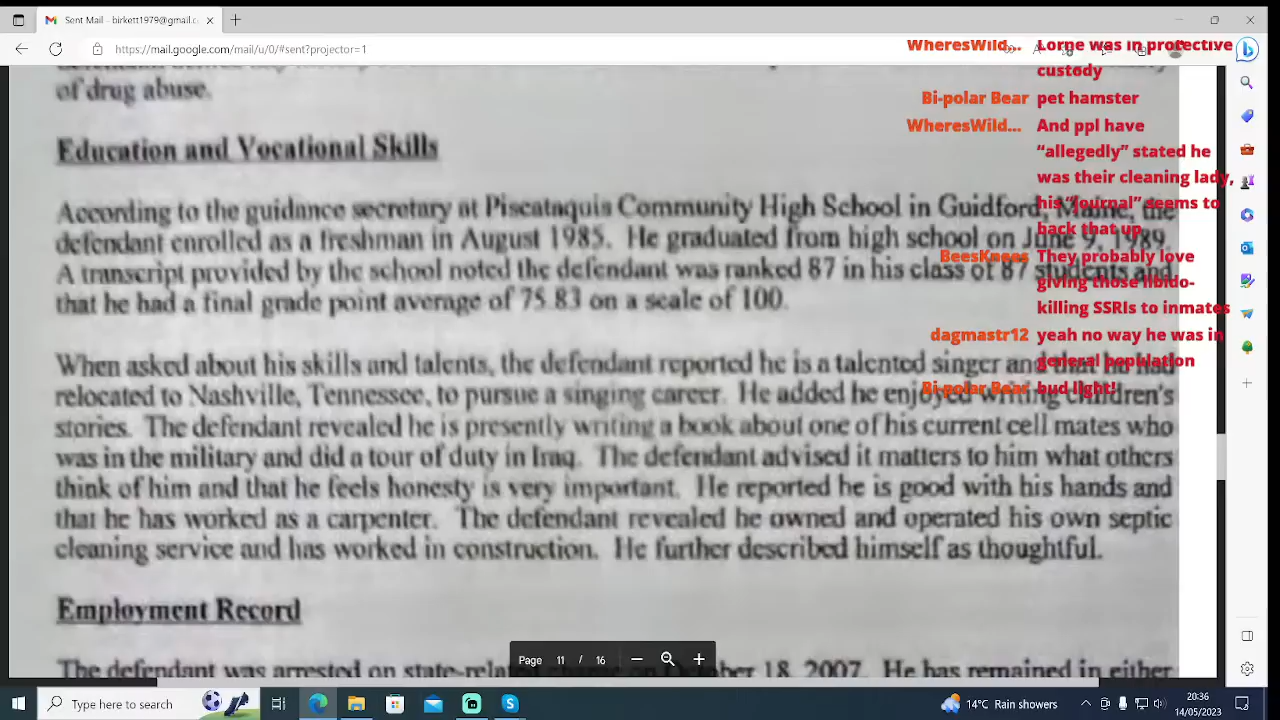 Sent Mail - birkett1979@gmail.c
https://mail.google.com/mail/u/0/#sent?projector=1
WheresWild... Lorne was in protective
custody
Bi-polar Bear pet hamster
WheresWild... And ppl have
“allegedly” stated he
was their cleaning lady,
his “journal” seems to
back that up
BeesKnees They probably love
giving those libido-
killing SSRIs to inmates
dagmastr12 yeah no way he was in
general population
Bi-polar Bear bud light!
of drug abuse.
Education and Vocational Skills
According to the guidance secretary at Piscataquis Community High School in Guidford, Maine, the
defendant enrolled as a freshman in August 1985. He graduated from high school on June 9, 1989.
A transcript provided by the school noted the defendant was ranked 87 in his class of 87 students and
that he had a final grade point average of 75.83 on a scale of 100.
When asked about his skills and talents, the defendant reported he is a talented singer
relocated to Nashville, Tennessee, to pursue a singing career. He added he enjoyed writing children's
stories. The defendant revealed he is presently writing a book about one of his current cell mates who
was in the military and did a tour of duty in Iraq. The defendant advised it matters to him what others
think of him and that he feels honesty is very important. He reported he is good with his hands and
that he has worked as a carpenter. The defendant revealed he owned and operated his own septic
cleaning service and has worked in construction. He further described himself as thoughtful.
Employment Record
The defendant was arrested on state-related 18, 2007. He has remained in either
Page 11 / 16
Type here to search
14°C Rain showers
20:36
14/05/2023